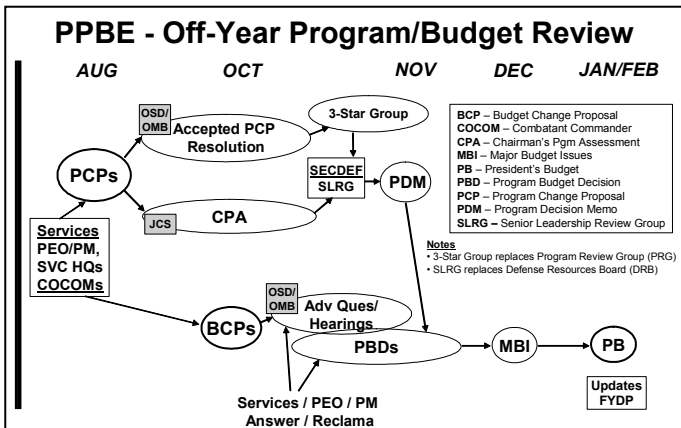 PPBE - Off-Year Program/Budget Review
AUG OCT NOV DEC JAN/FEB
OSD/
OMB
Accepted PCP
Resolution
3-Star Group
PCPs
SECDEF
SLRG
PDM
JCS
CPA
BCP – Budget Change Proposal
COCOM – Combatant Commander
CPA – Chairman's Pgm Assessment
MBI – Major Budget Issues
PB – President's Budget
PBD – Program Budget Decision
PCP – Program Change Proposal
PDM – Program Decision Memo
SLRG – Senior Leadership Review Group
Notes
• 3-Star Group replaces Program Review Group (PRG)
• SLRG replaces Defense Resources Board (DRB)
Services
PEO/PM,
SVC HQs
COCOMs
BCPs
OSD/
OMB
Adv Ques/
Hearings
PBDs
MBI
PB
Updates
FYDP
Services / PEO / PM
Answer / Reclama